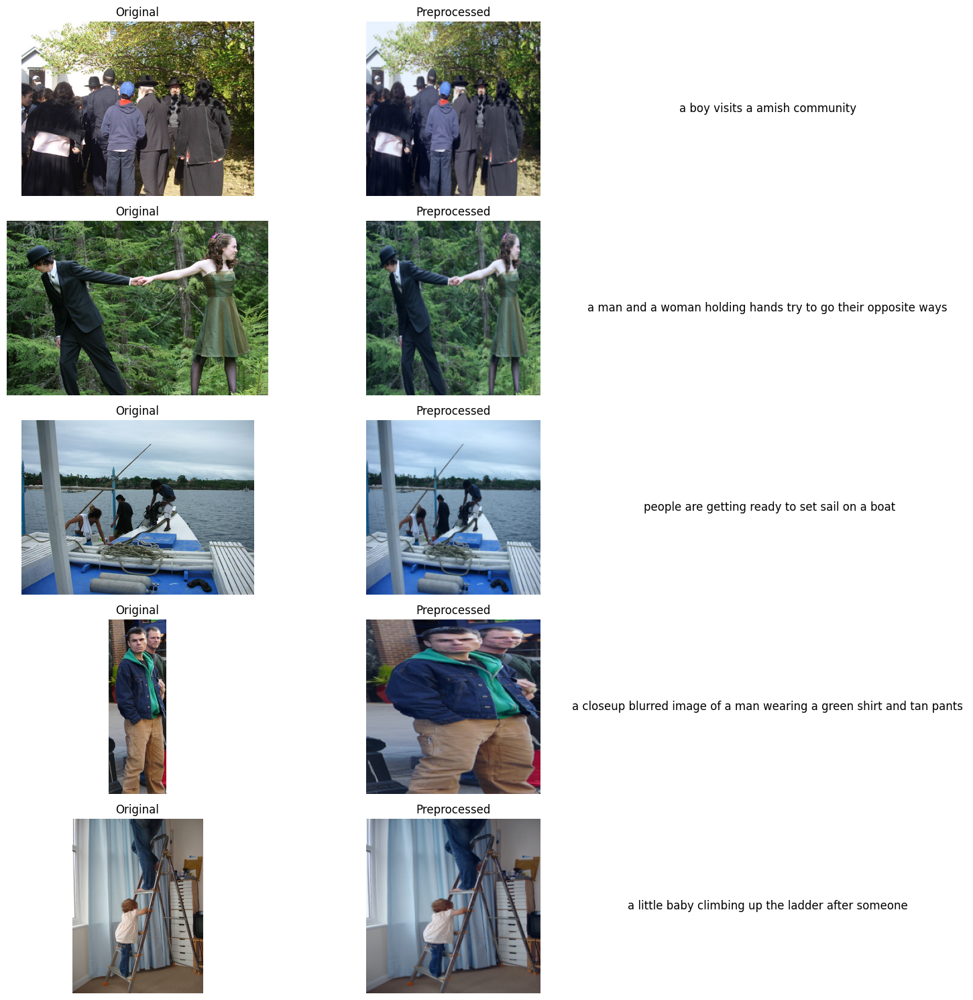 Original
Preprocessed
a boy visits a amish community
Original
Preprocessed
a man and a woman holding hands try to go their opposite ways
Original
Preprocessed
people are getting ready to set sail on a boat
Original
Preprocessed
a closeup blurred image of a man wearing a green shirt and tan pants
Original
Preprocessed
a little baby climbing up the ladder after someone